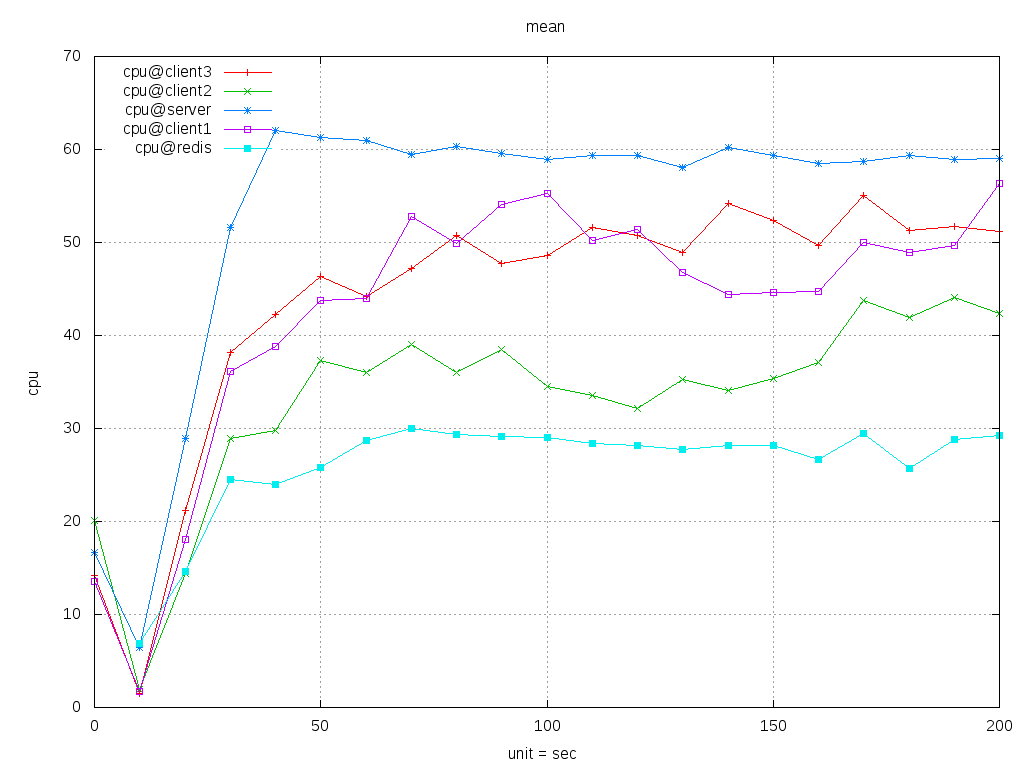 mean
70
60
50
40
30
20
10
0
cpu@client3
cpu@client2
cpu@server
cpu@client1
cpu@redis
cpu
0 50 100 150 200
unit = sec